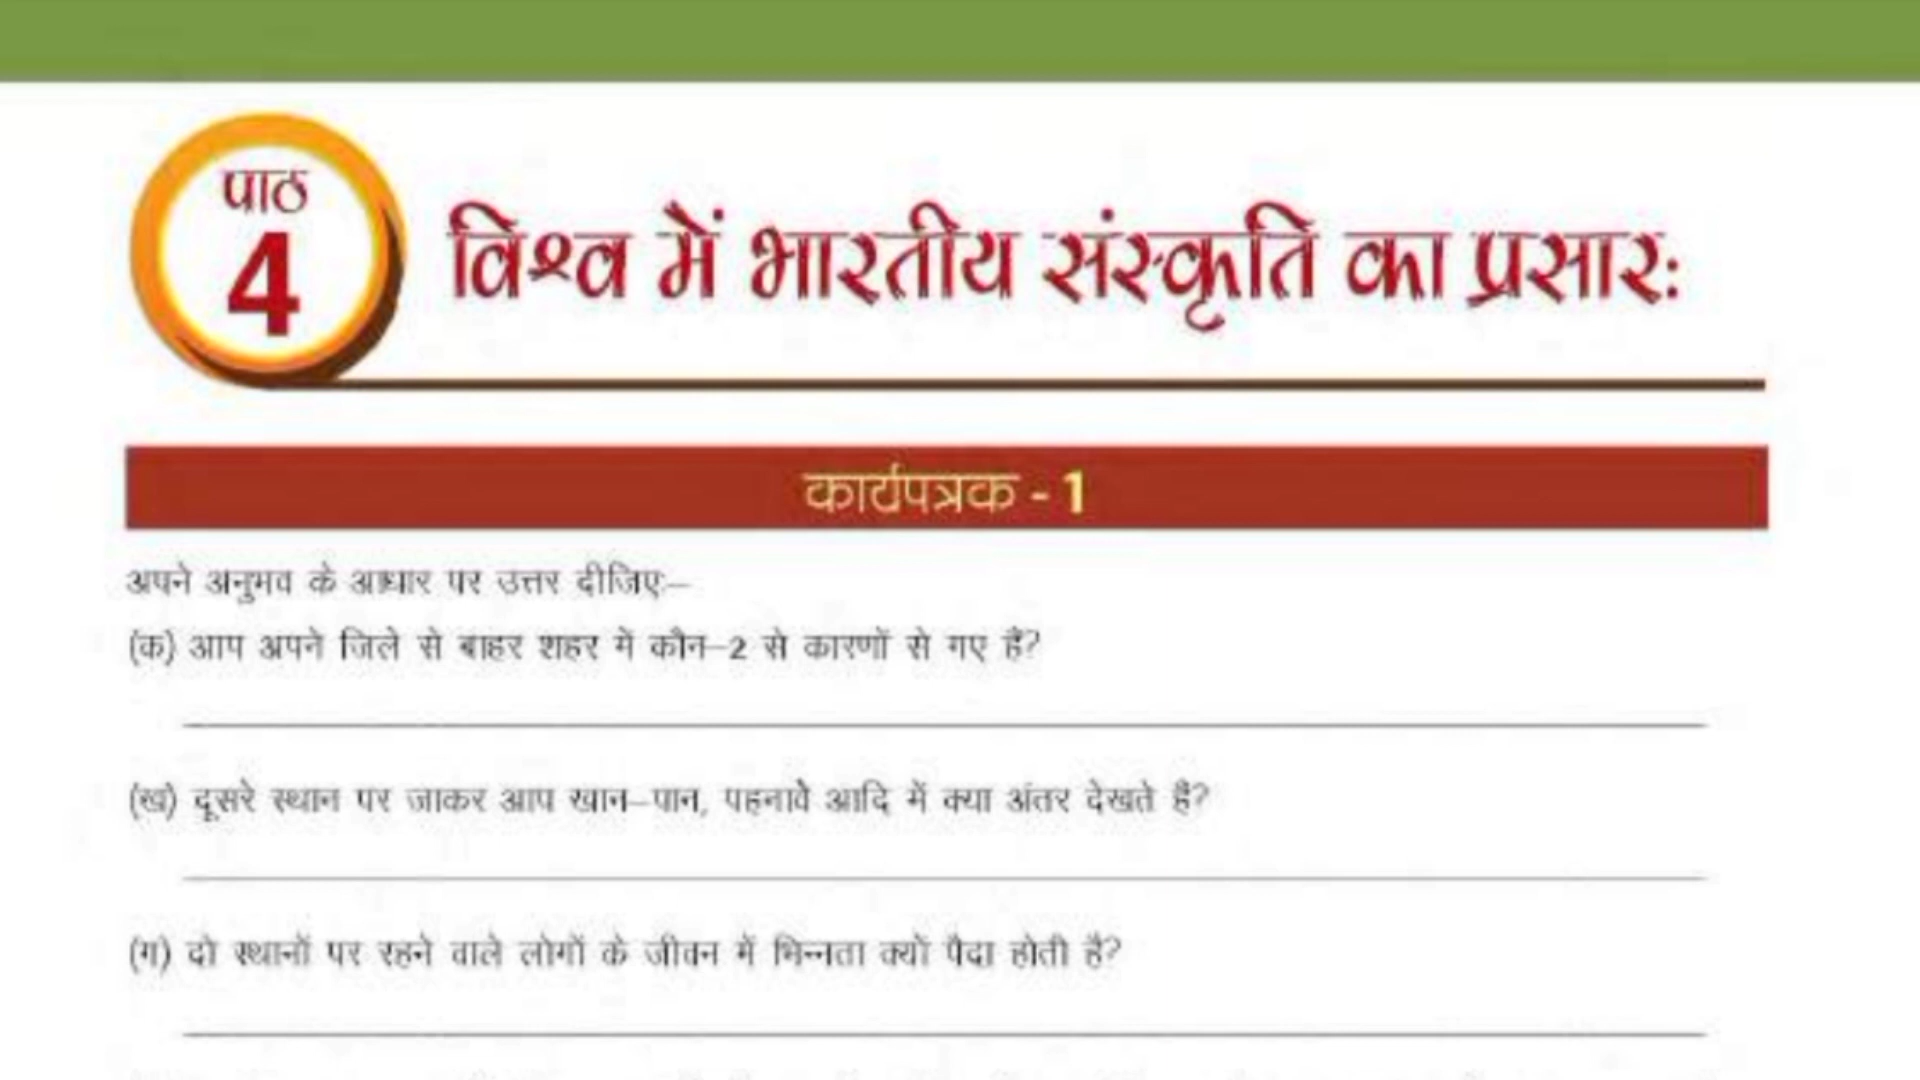 पाठ
4
विश्व में भारतीय संस्कृति का प्रसार:
कार्यपत्रक - 1
अपने अनुभव के आधार पर उत्तर दीजिए:–
(क) आप अपने जिले से बाहर शहर में कौन–2 से कारणों से गए हैं?
(ख) दूसरे स्थान पर जाकर आप खान–पान, पहनावे आदि में क्या अंतर देखते हैं?
(ग) दो स्थानों पर रहने वाले लोगों के जीवन में भिन्नता क्यों पैदा होती है?